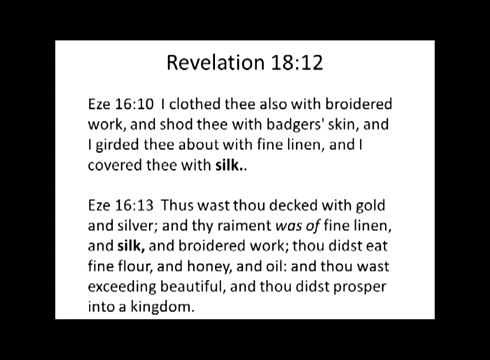 Revelation 18:12
Eze 16:10  I clothed thee also with broidered
work, and shod thee with badgers' skin, and
I girded thee about with fine linen, and I
covered thee with silk..
Eze 16:13  Thus wast thou decked with gold
and silver; and thy raiment was of fine linen,
and silk, and broidered work; thou didst eat
fine flour, and honey, and oil: and thou wast
exceeding beautiful, and thou didst prosper
into a kingdom.